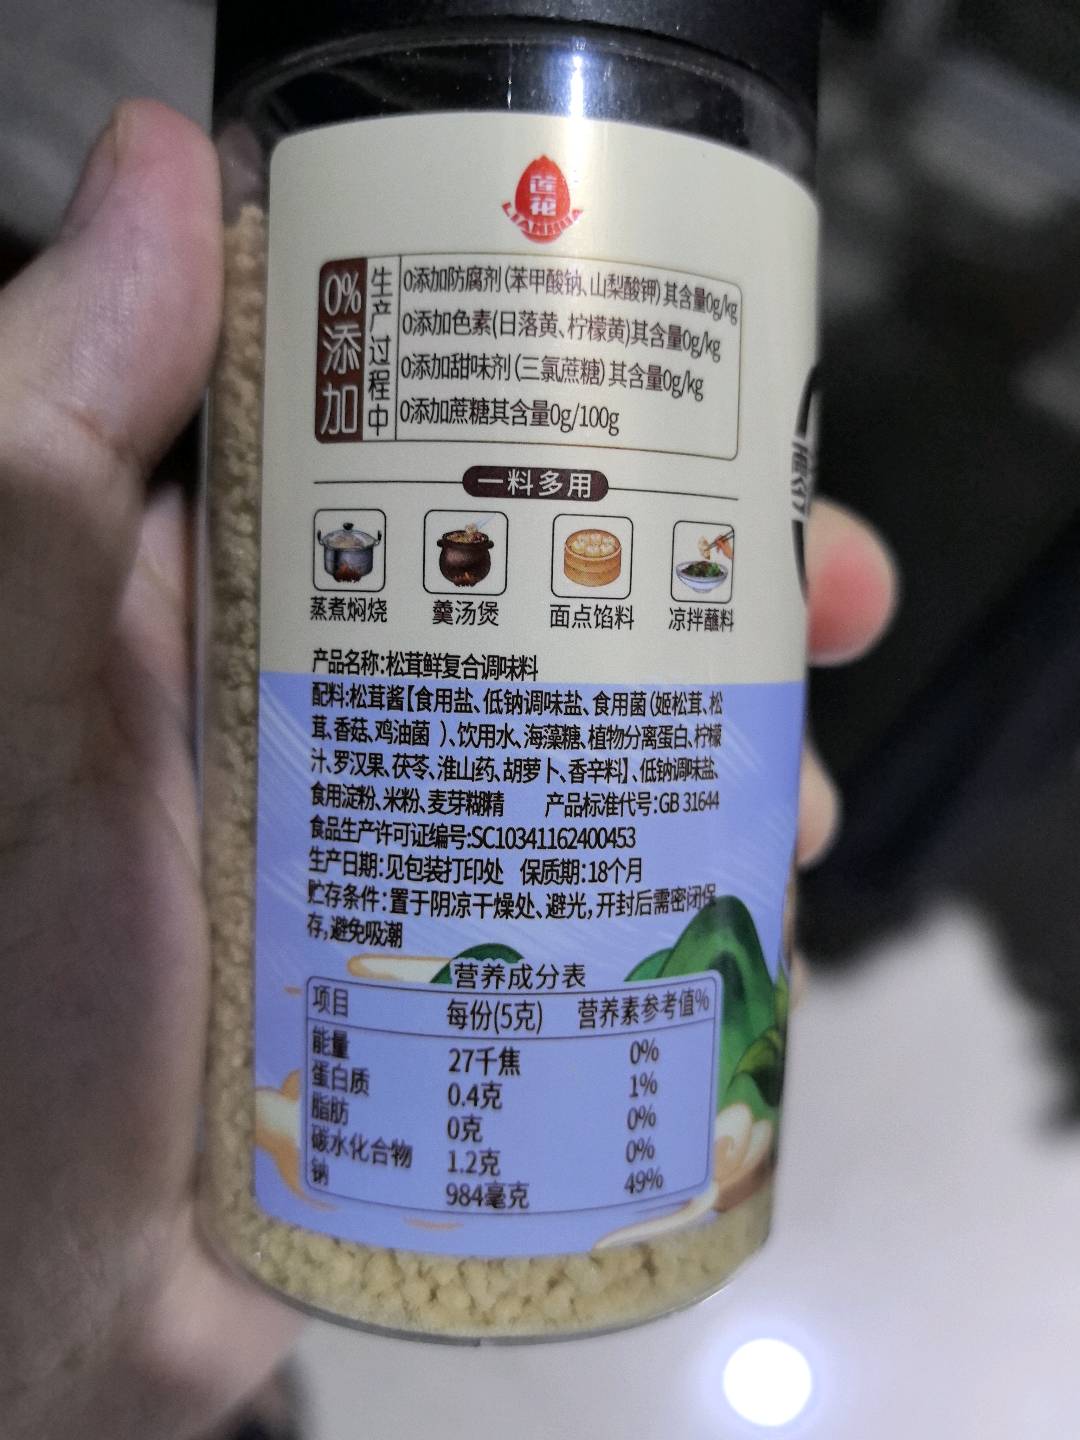 莲花
LIANHUA
0%添加
生产过程中
0添加防腐剂(苯甲酸钠、山梨酸钾)其含量0g/kg
0添加色素(日落黄、柠檬黄)其含量0g/kg
0添加甜味剂(三氯蔗糖)其含量0g/kg
0添加蔗糖其含量0g/100g
一料多用
蒸煮焖烧 羹汤煲 面点馅料 凉拌蘸料
产品名称:松茸鲜复合调味料
配料:松茸酱【食用盐、低钠调味盐、食用菌(姬松茸、松
茸、香菇、鸡油菌 )、饮用水、海藻糖、植物分离蛋白、柠檬
汁、罗汉果、茯苓、淮山药、胡萝卜、香辛料】、低钠调味盐、
食用淀粉、米粉、麦芽糊精 产品标准代号:GB 31644
食品生产许可证编号:SC10341162400453
生产日期:见包装打印处 保质期:18个月
贮存条件:置于阴凉干燥处、避光,开封后需密闭保
存,避免吸潮
营养成分表
项目 每份(5克) 营养素参考值%
能量 27千焦 0%
蛋白质 0.4克 1%
脂肪 0克 0%
碳水化合物 1.2克 0%
钠 984毫克 49%